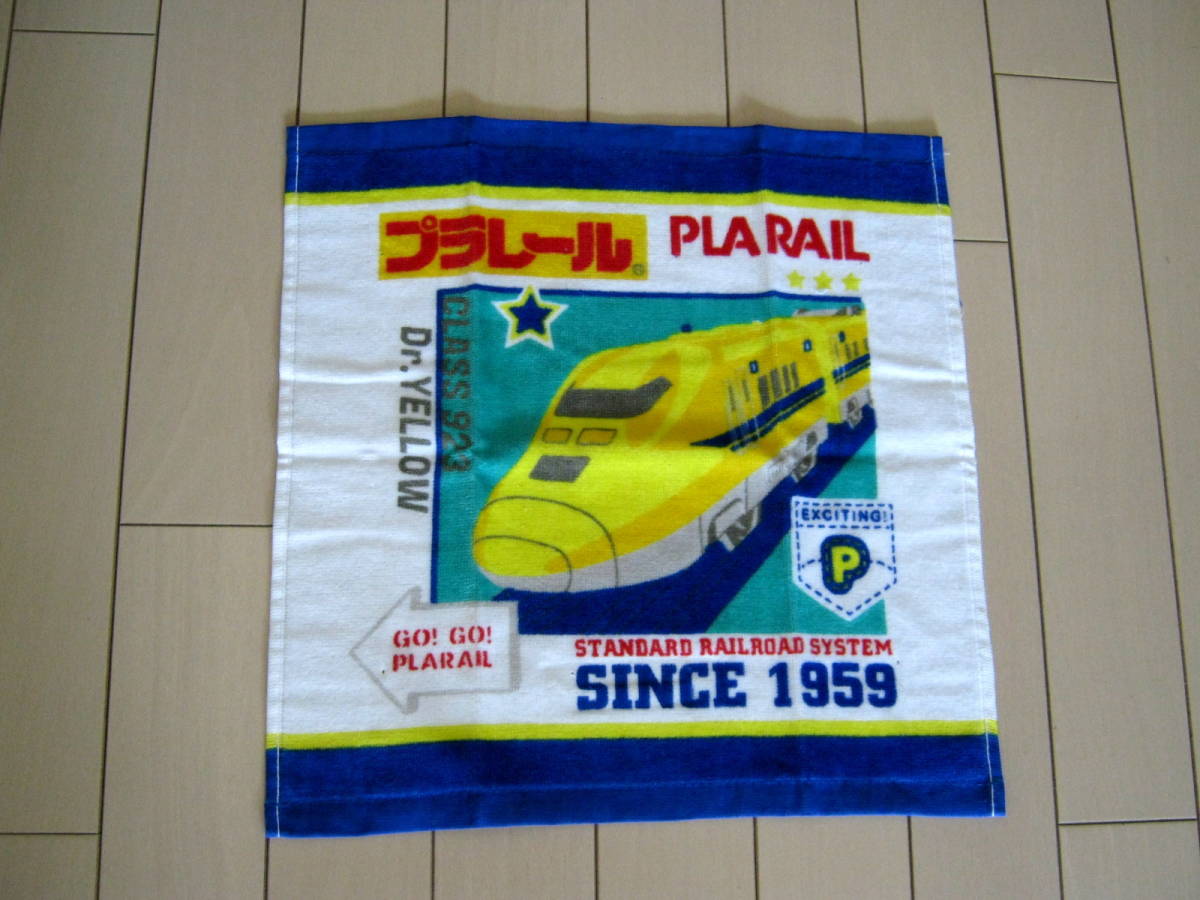 プラレール®
PLARAIL
CLASS 923
Dr.YELLOW
EXCITING!
P
GO! GO!
PLARAIL
STANDARD RAILROAD SYSTEM
SINCE 1959